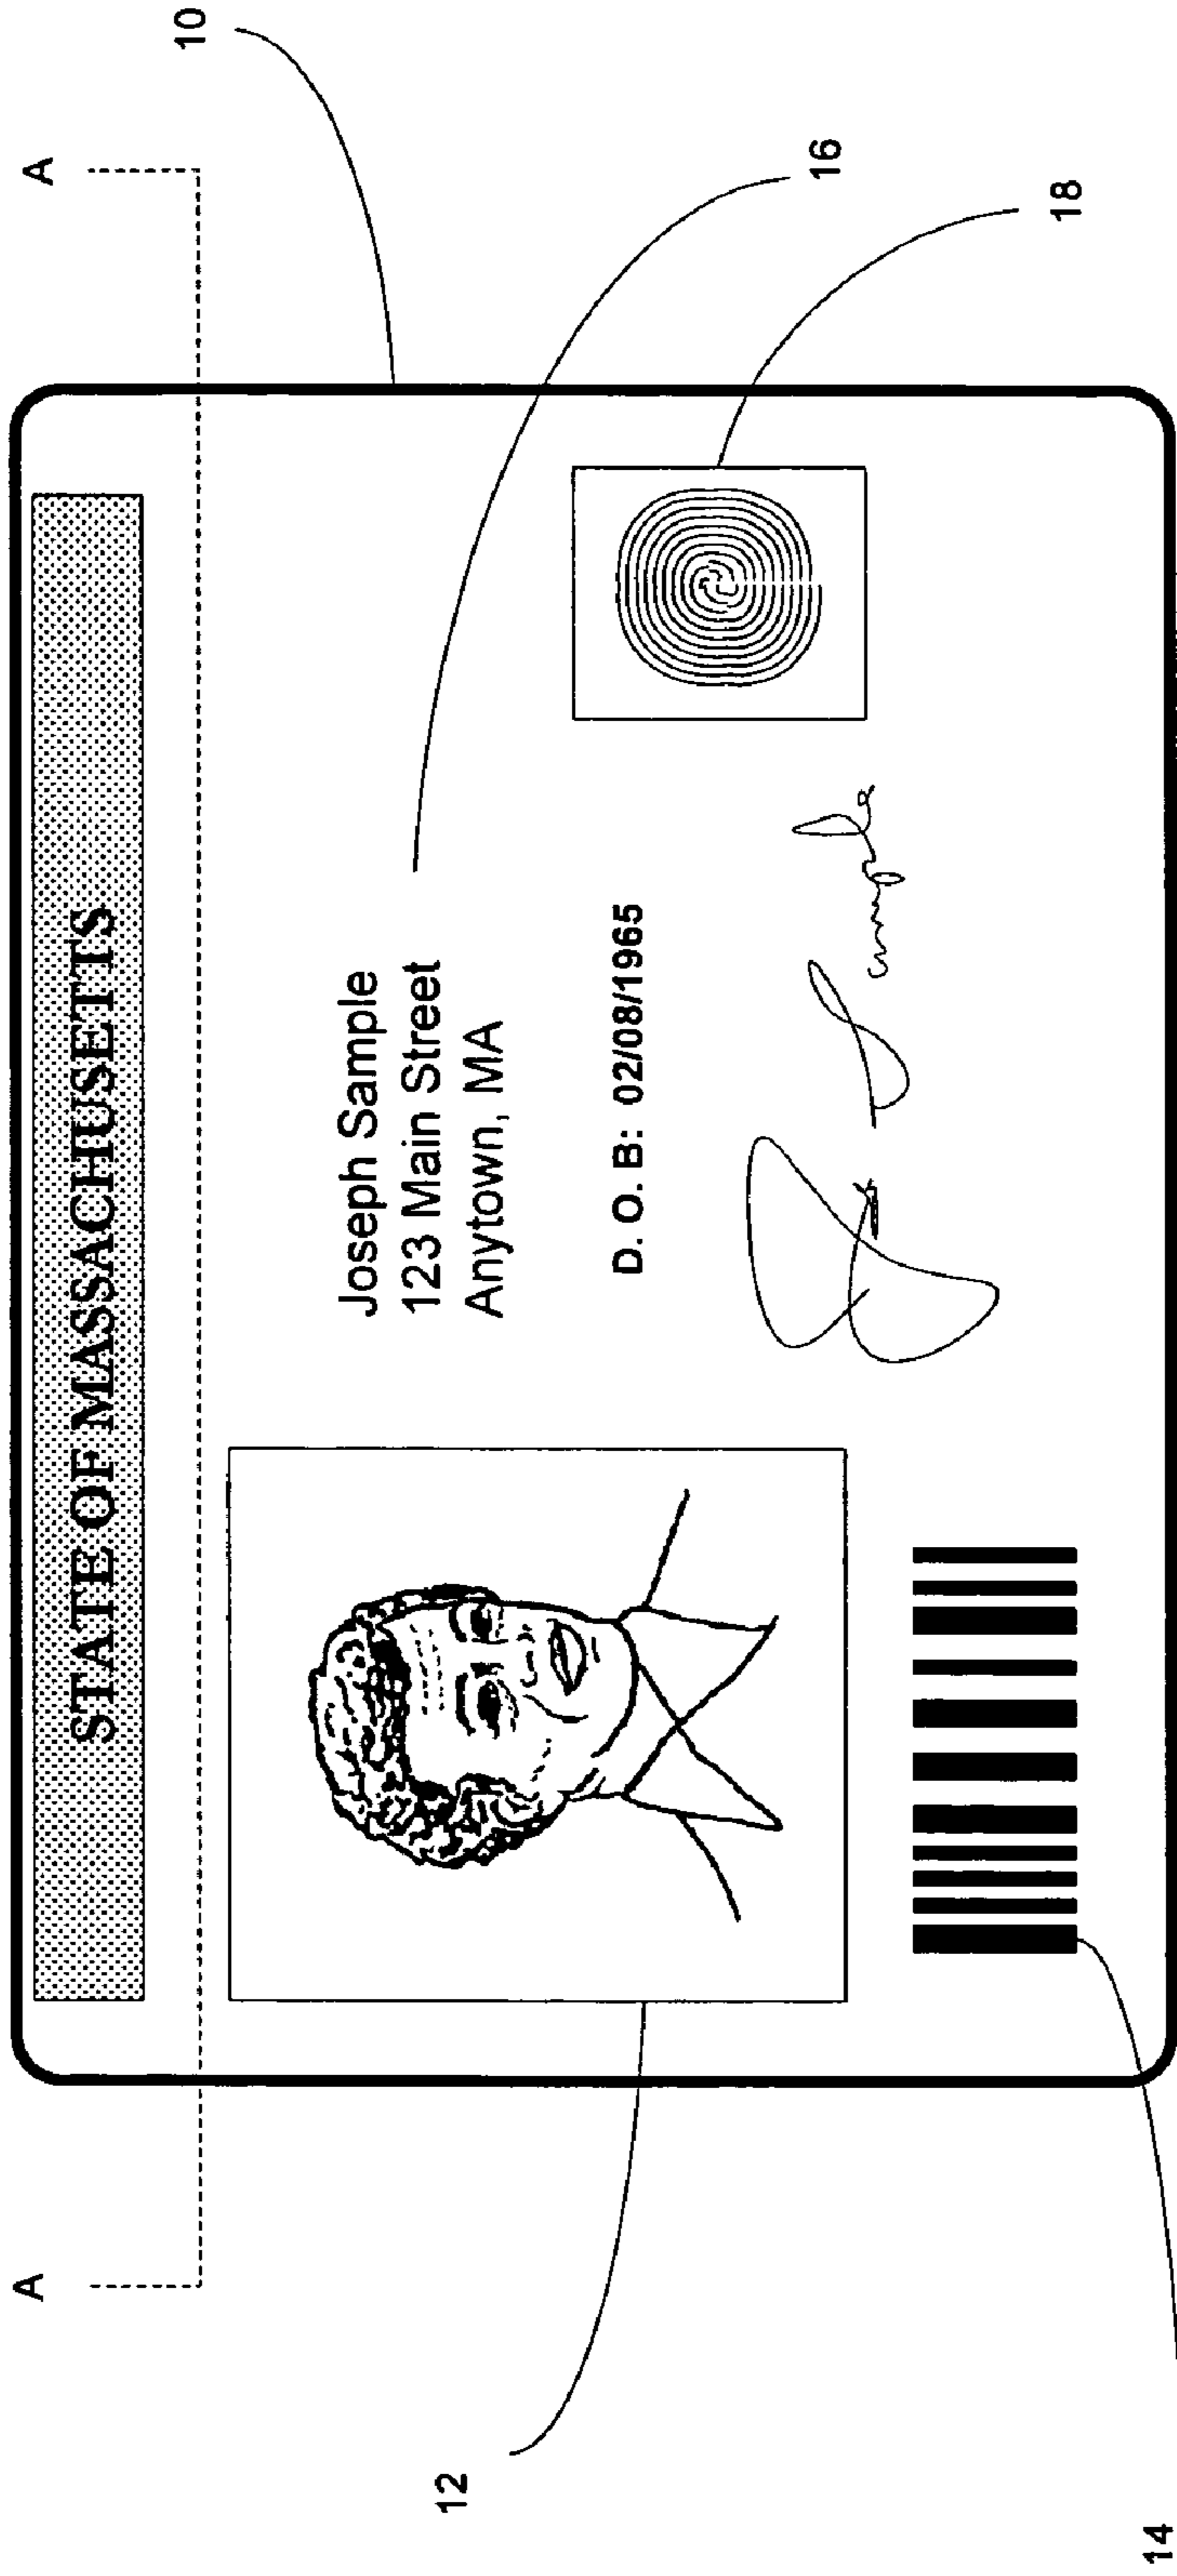 A
A
10
STATE OF MASSACHUSETTS
Joseph Sample
123 Main Street
Anytown, MA
16
12
D. O. B: 02/08/1965
18
14